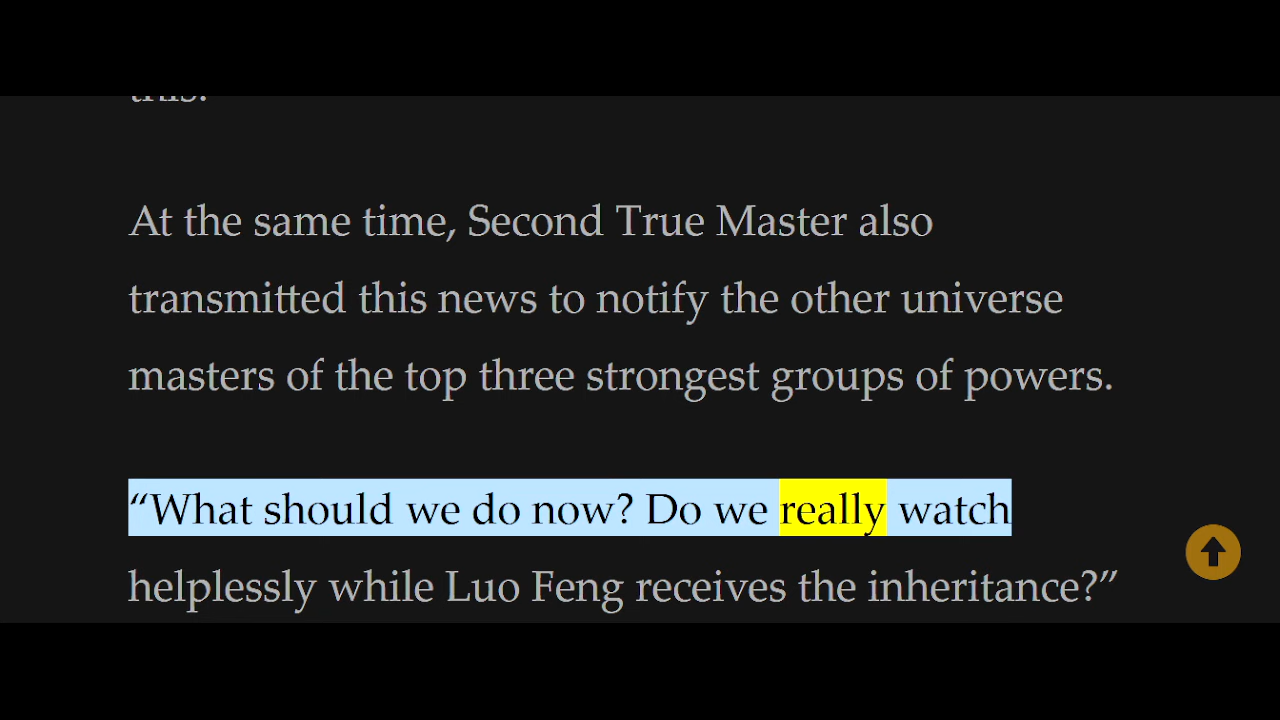 this.
At the same time, Second True Master also
transmitted this news to notify the other universe
masters of the top three strongest groups of powers.
“What should we do now? Do we really watch
helplessly while Luo Feng receives the inheritance?”